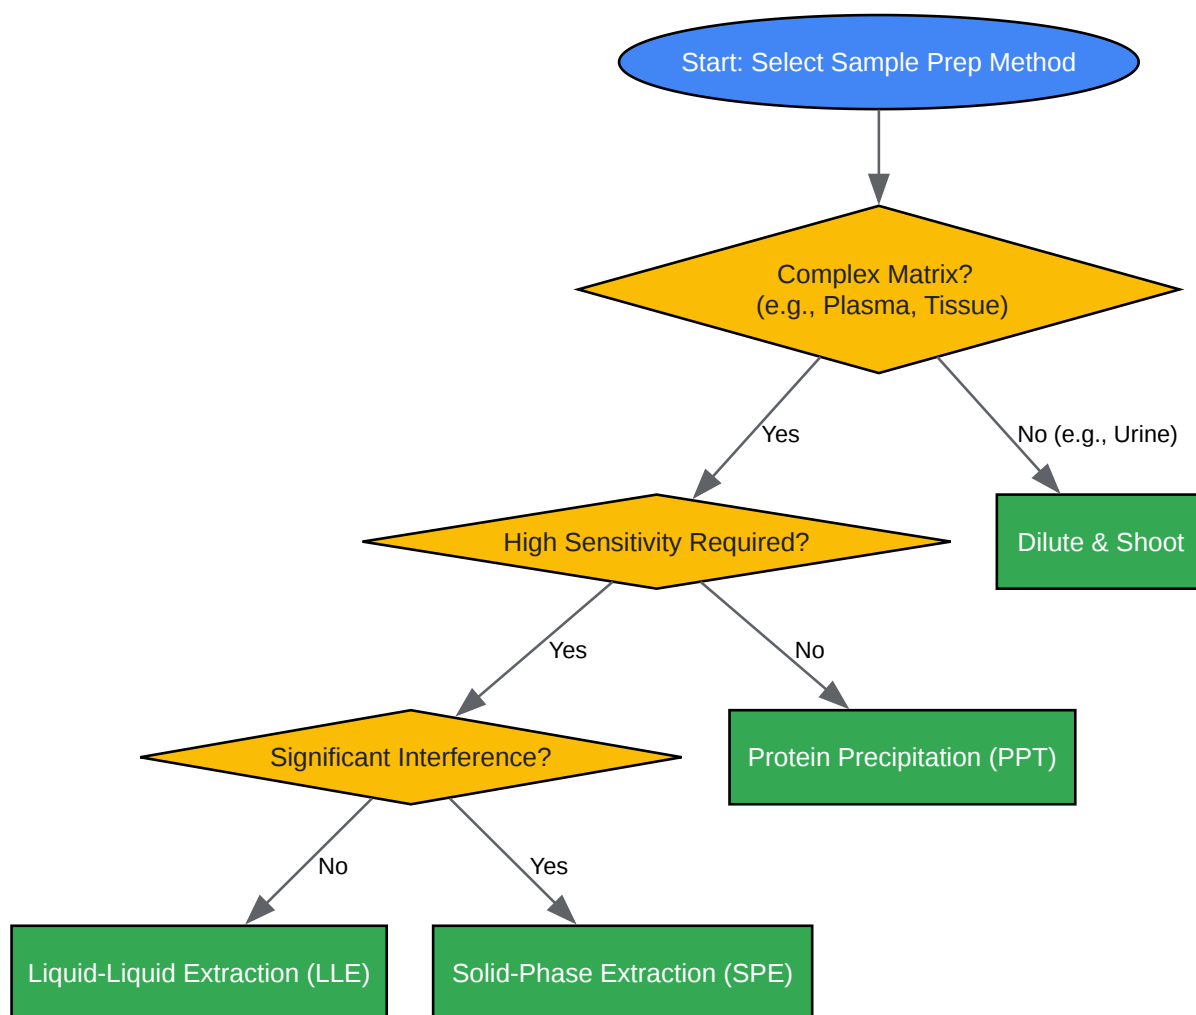 Start: Select Sample Prep Method
Complex Matrix?
(e.g., Plasma, Tissue)
Yes
No (e.g., Urine)
High Sensitivity Required?
Dilute & Shoot
Yes
No
Significant Interference?
Protein Precipitation (PPT)
No
Yes
Liquid-Liquid Extraction (LLE)
Solid-Phase Extraction (SPE)